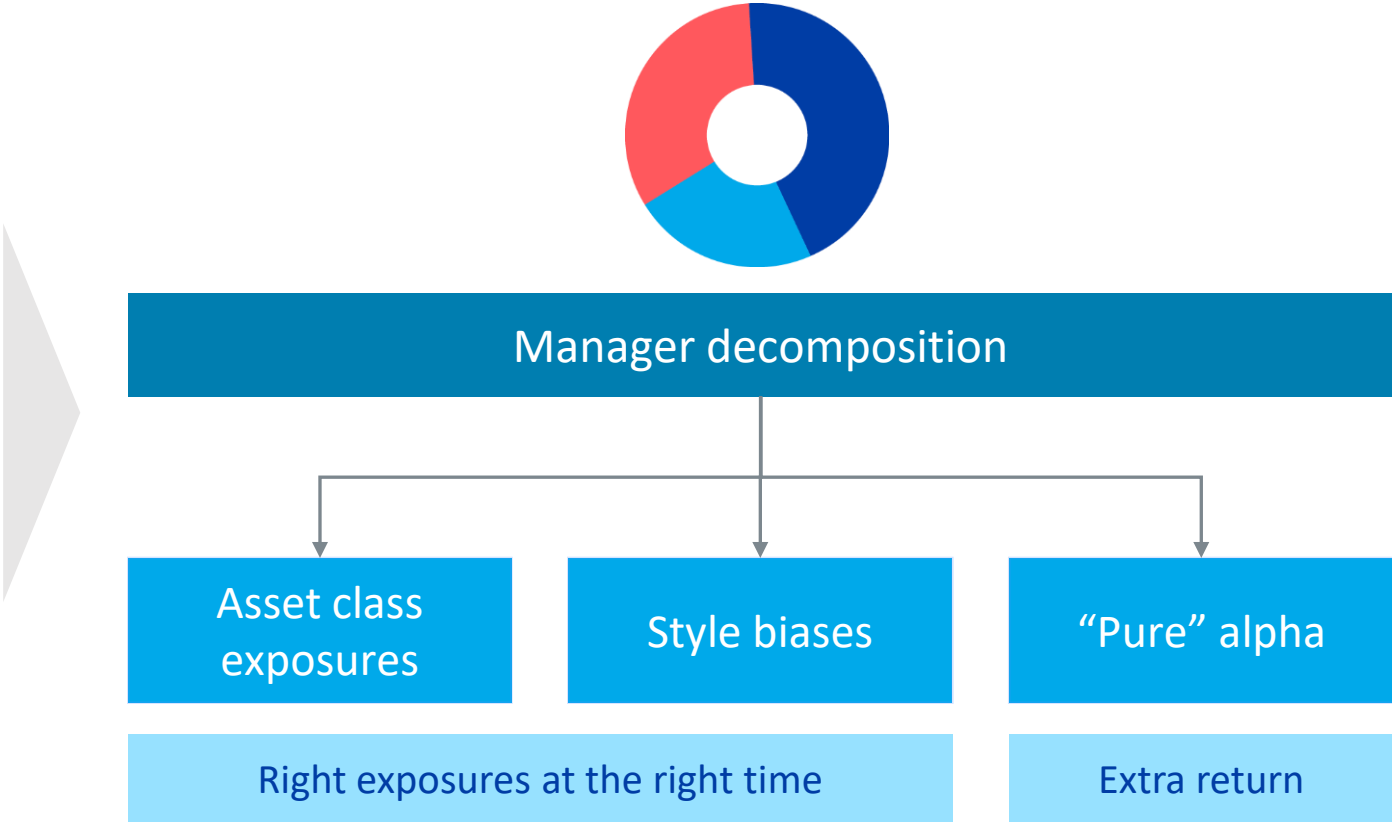 Manager decomposition
Asset class
exposures
Style biases
“Pure” alpha
Right exposures at the right time
Extra return